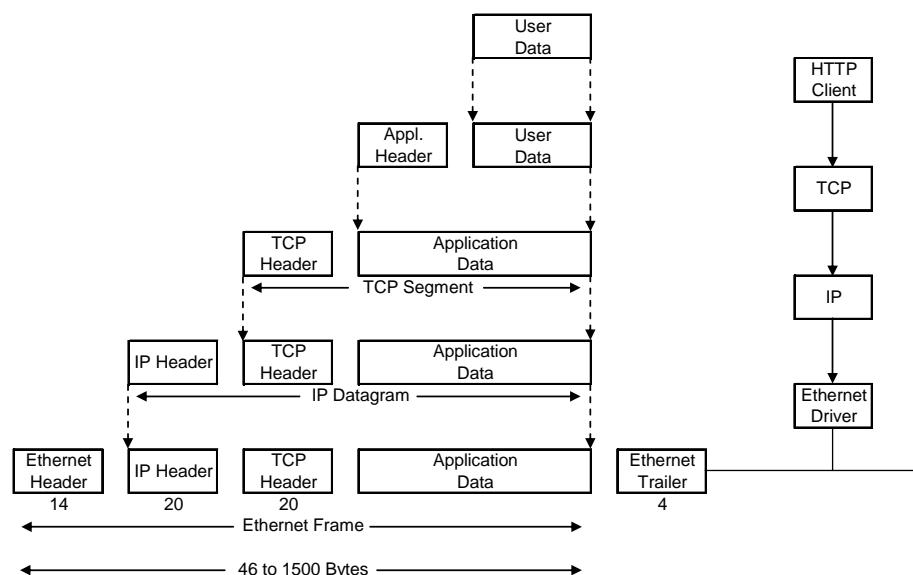 User
Data
HTTP
Client
Appl.
Header
User
Data
TCP
TCP
Header
Application
Data
TCP Segment
IP
IP Header
TCP
Header
Application
Data
IP Datagram
Ethernet
Driver
Ethernet
Header
IP Header
TCP
Header
Application
Data
Ethernet
Trailer
14
20
20
4
Ethernet Frame
46 to 1500 Bytes